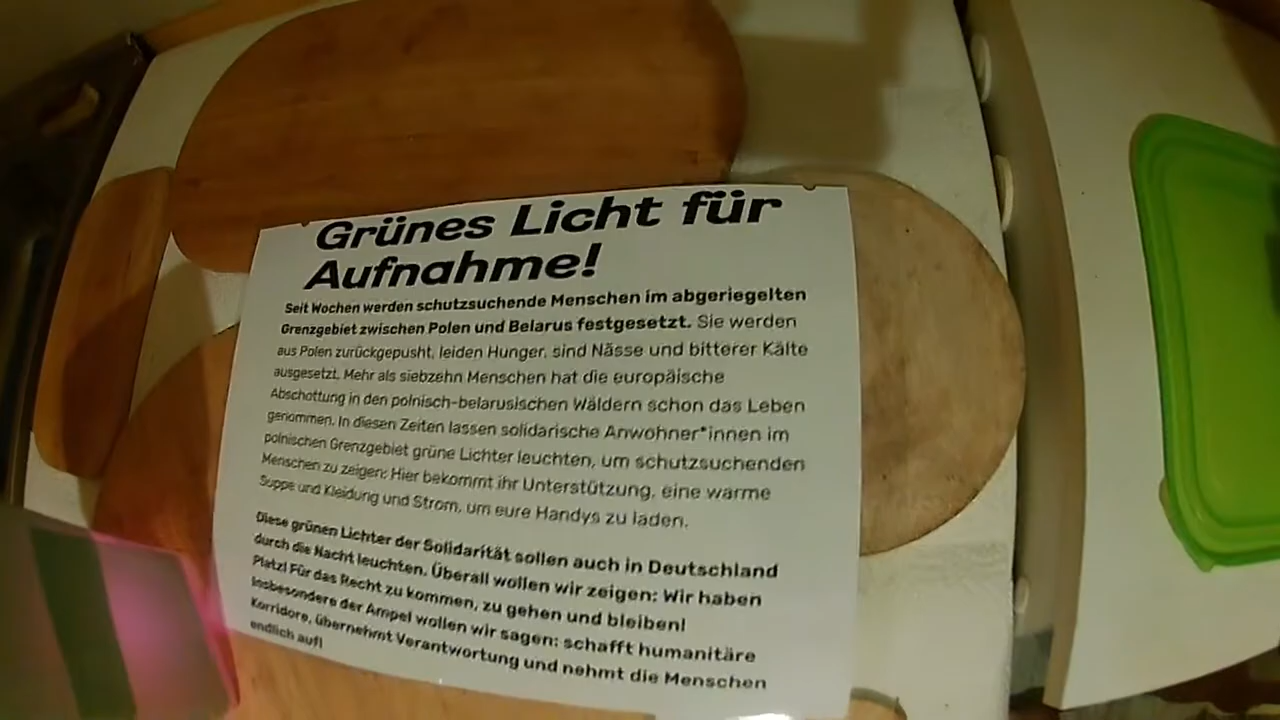 Grünes Licht für
Aufnahme!
Seit Wochen werden schutzsuchende Menschen im abgeriegelten
Grenzgebiet zwischen Polen und Belarus festgesetzt. Sie werden
aus Polen zurückgepusht, leiden Hunger, sind Nässe und bitterer Kälte
ausgesetzt. Mehr als siebzehn Menschen hat die europäische
Abschottung in den polnisch-belarusischen Wäldern schon das Leben
genommen. In diesen Zeiten lassen solidarische Anwohner*innen im
polnischen Grenzgebiet grüne Lichter leuchten, um schutzsuchenden
Menschen zu zeigen: Hier bekommt ihr Unterstützung, eine warme
Suppe und Kleidung und Strom, um eure Handys zu laden.
Diese grünen Lichter der Solidarität sollen auch in Deutschland
durch die Nacht leuchten. Überall wollen wir zeigen: Wir haben
Platz! Für das Recht zu kommen, zu gehen und bleiben!
Insbesondere der Ampel wollen wir sagen: schafft humanitäre
Korridore, übernehmt Verantwortung und nehmt die Menschen
endlich auf!